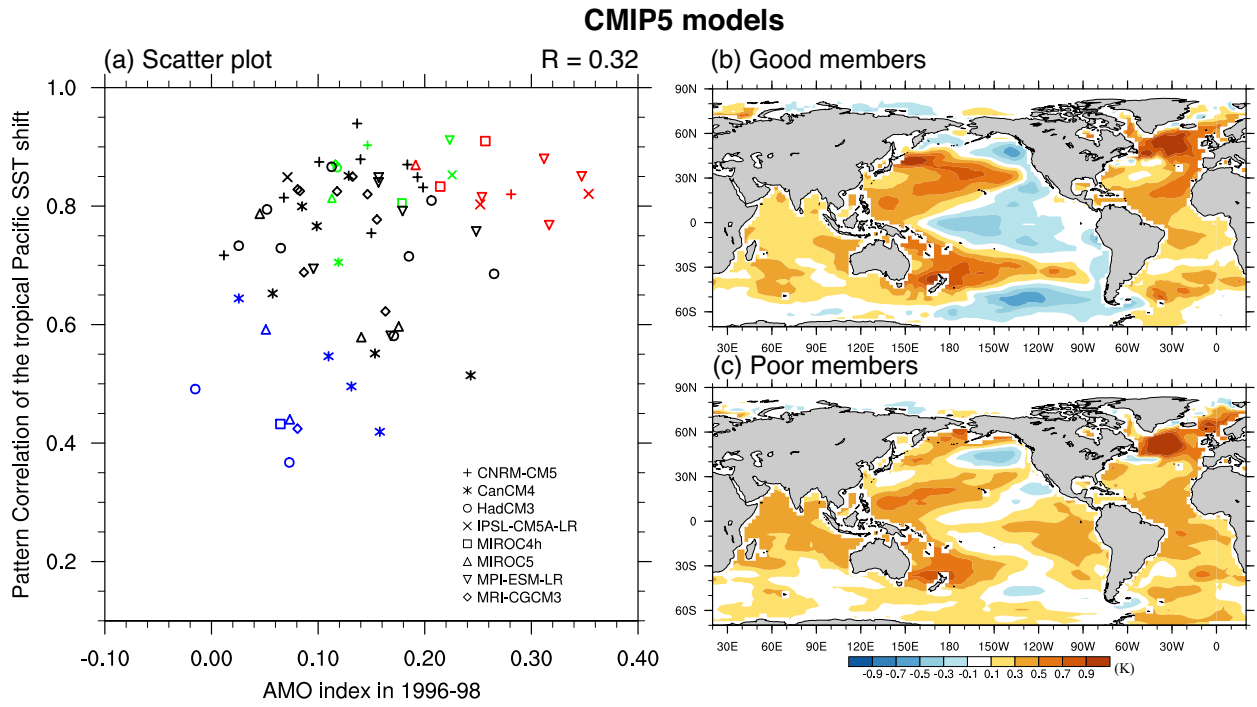 CMIP5 models
(a) Scatter plot
R = 0.32
Pattern Correlation of the tropical Pacific SST shift
1.0
0.8
0.6
0.4
0.2
-0.10
0.00
0.10
0.20
0.30
0.40
AMO index in 1996-98
CNRM-CM5
CanCM4
HadCM3
IPSL-CM5A-LR
MIROC4h
MIROC5
MPI-ESM-LR
MRI-CGCM3
(b) Good members
90N
60N
30N
0
30S
60S
30E 60E 90E 120E 150E 180 150W 120W 90W 60W 30W 0
(c) Poor members
90N
60N
30N
0
30S
60S
30E 60E 90E 120E 150E 180 150W 120W 90W 60W 30W 0
-0.9 -0.7 -0.5 -0.3 -0.1 0.1 0.3 0.5 0.7 0.9 (K)